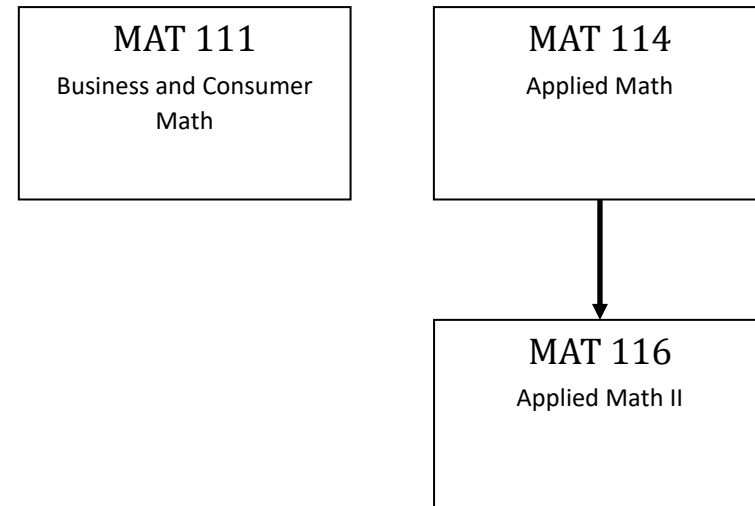 MAT 111
Business and Consumer
Math
MAT 114
Applied Math
MAT 116
Applied Math II